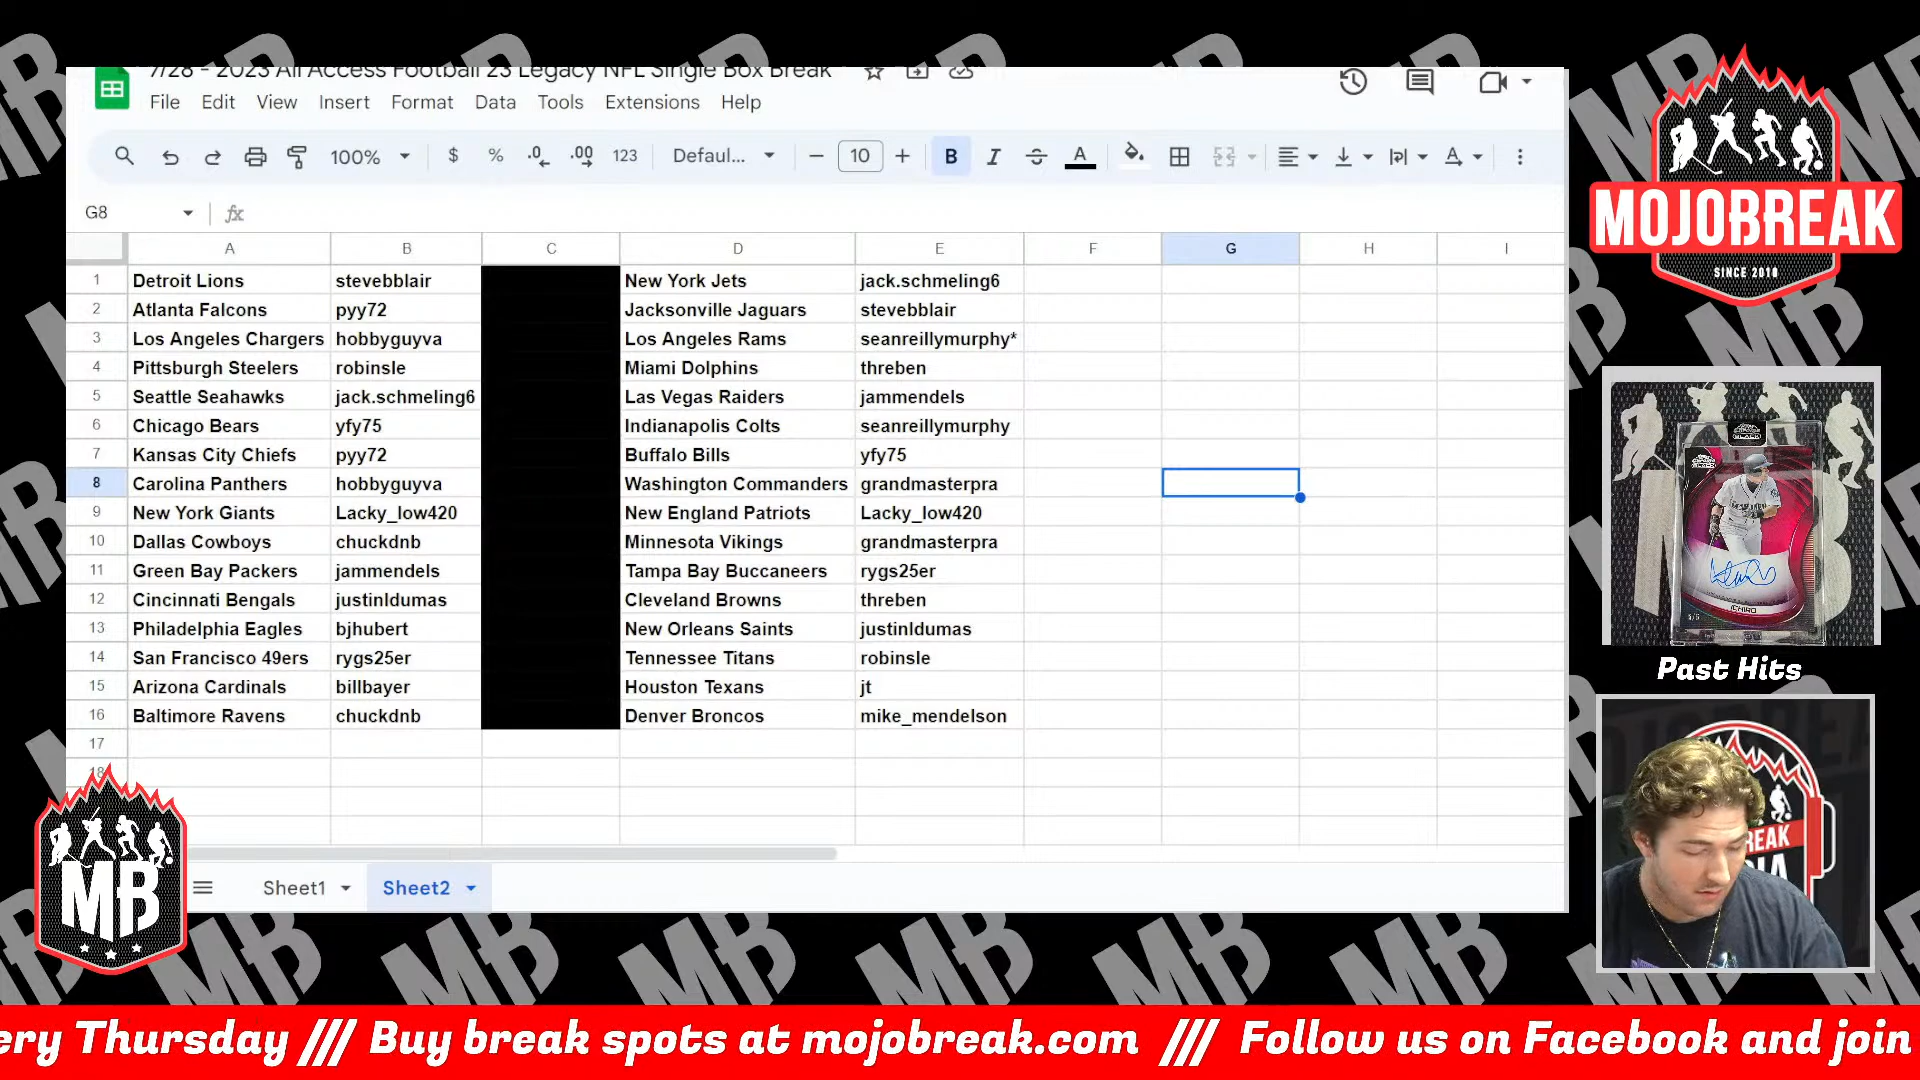 7/28 - 2023 All Access Football 23 Legacy NFL Single Box Break
File Edit View Insert Format Data Tools Extensions Help
100% $ % .0 .00 123 Defaul... 10 B I A
G8 fx
A B C D E F G H I
1 Detroit Lions stevebblair New York Jets jack.schmeling6
2 Atlanta Falcons pyy72 Jacksonville Jaguars stevebblair
3 Los Angeles Chargers hobbyguyva Los Angeles Rams seanreillymurphy*
4 Pittsburgh Steelers robinsle Miami Dolphins threben
5 Seattle Seahawks jack.schmeling6 Las Vegas Raiders jammendels
6 Chicago Bears yfy75 Indianapolis Colts seanreillymurphy
7 Kansas City Chiefs pyy72 Buffalo Bills yfy75
8 Carolina Panthers hobbyguyva Washington Commanders grandmasterpra
9 New York Giants Lacky_low420 New England Patriots Lacky_low420
10 Dallas Cowboys chuckdnb Minnesota Vikings grandmasterpra
11 Green Bay Packers jammendels Tampa Bay Buccaneers rygs25er
12 Cincinnati Bengals justinldumas Cleveland Browns threben
13 Philadelphia Eagles bjhubert New Orleans Saints justinldumas
14 San Francisco 49ers rygs25er Tennessee Titans robinsle
15 Arizona Cardinals billbayer Houston Texans jt
16 Baltimore Ravens chuckdnb Denver Broncos mike_mendelson
17
18
Sheet1 Sheet2
MB
MOJOBREAK
SINCE 2010
ICHIRO
Past Hits
ery Thursday /// Buy break spots at mojobreak.com /// Follow us on Facebook and join